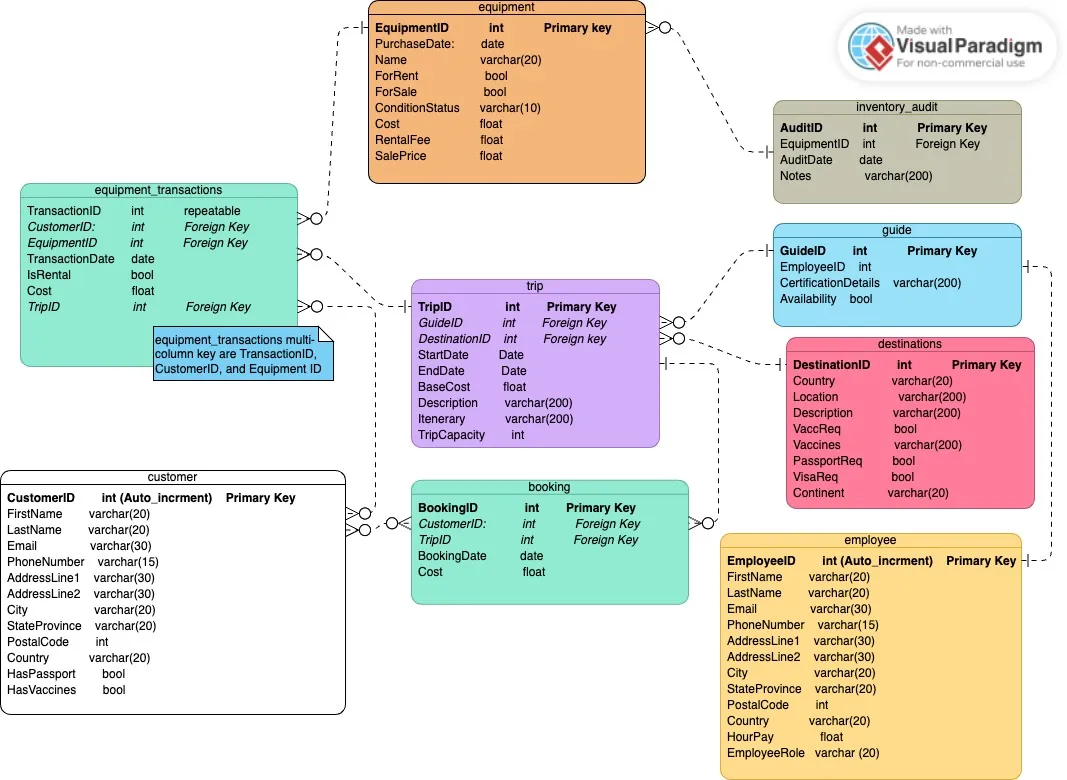 equipment
EquipmentID int Primary key
PurchaseDate: date
Name varchar(20)
ForRent bool
ForSale bool
ConditionStatus varchar(10)
Cost float
RentalFee float
SalePrice float
Made with
VisualParadigm
For non-commercial use
inventory_audit
AuditID int Primary Key
EquipmentID int Foreign Key
AuditDate date
Notes varchar(200)
equipment_transactions
TransactionID int repeatable
CustomerID: int Foreign Key
EquipmentID int Foreign Key
TransactionDate date
IsRental bool
Cost float
TripID int Foreign Key
equipment_transactions multi-
column key are TransactionID,
CustomerID, and Equipment ID
guide
GuideID int Primary Key
EmployeeID int
CertificationDetails varchar(200)
Availability bool
trip
TripID int Primary Key
GuideID int Foreign Key
DestinationID int Foreign key
StartDate Date
EndDate Date
BaseCost float
Description varchar(200)
Itenerary varchar(200)
TripCapacity int
destinations
DestinationID int Primary Key
Country varchar(20)
Location varchar(200)
Description varchar(200)
VaccReq bool
Vaccines varchar(200)
PassportReq bool
VisaReq bool
Continent varchar(20)
customer
CustomerID int (Auto_incrment) Primary Key
FirstName varchar(20)
LastName varchar(20)
Email varchar(30)
PhoneNumber varchar(15)
AddressLine1 varchar(30)
AddressLine2 varchar(30)
City varchar(20)
StateProvince varchar(20)
PostalCode int
Country varchar(20)
HasPassport bool
HasVaccines bool
booking
BookingID int Primary Key
CustomerID: int Foreign Key
TripID int Foreign Key
BookingDate date
Cost float
employee
EmployeeID int (Auto_incrment) Primary Key
FirstName varchar(20)
LastName varchar(20)
Email varchar(30)
PhoneNumber varchar(15)
AddressLine1 varchar(30)
AddressLine2 varchar(30)
City varchar(20)
StateProvince varchar(20)
PostalCode int
Country varchar(20)
HourPay float
EmployeeRole varchar (20)